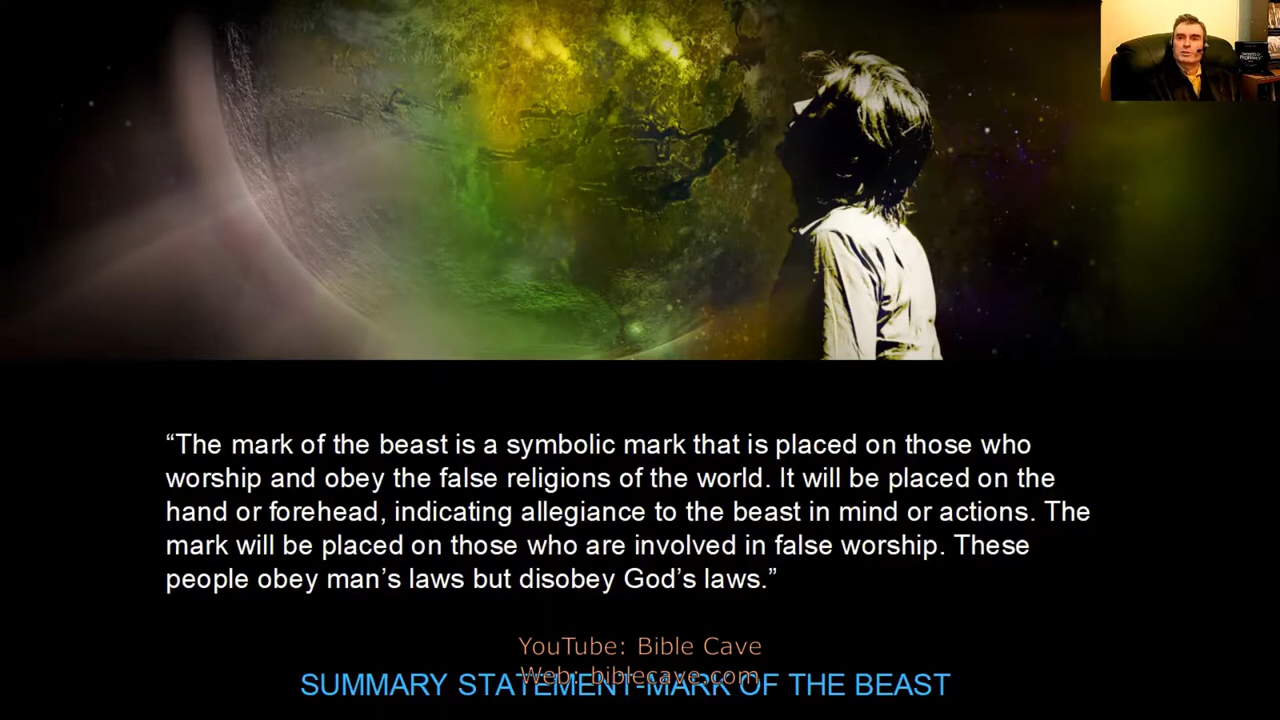 “The mark of the beast is a symbolic mark that is placed on those who
worship and obey the false religions of the world. It will be placed on the
hand or forehead, indicating allegiance to the beast in mind or actions. The
mark will be placed on those who are involved in false worship. These
people obey man’s laws but disobey God’s laws.”
YouTube: Bible Cave
Web: biblecave.com
SUMMARY STATEMENT-MARK OF THE BEAST